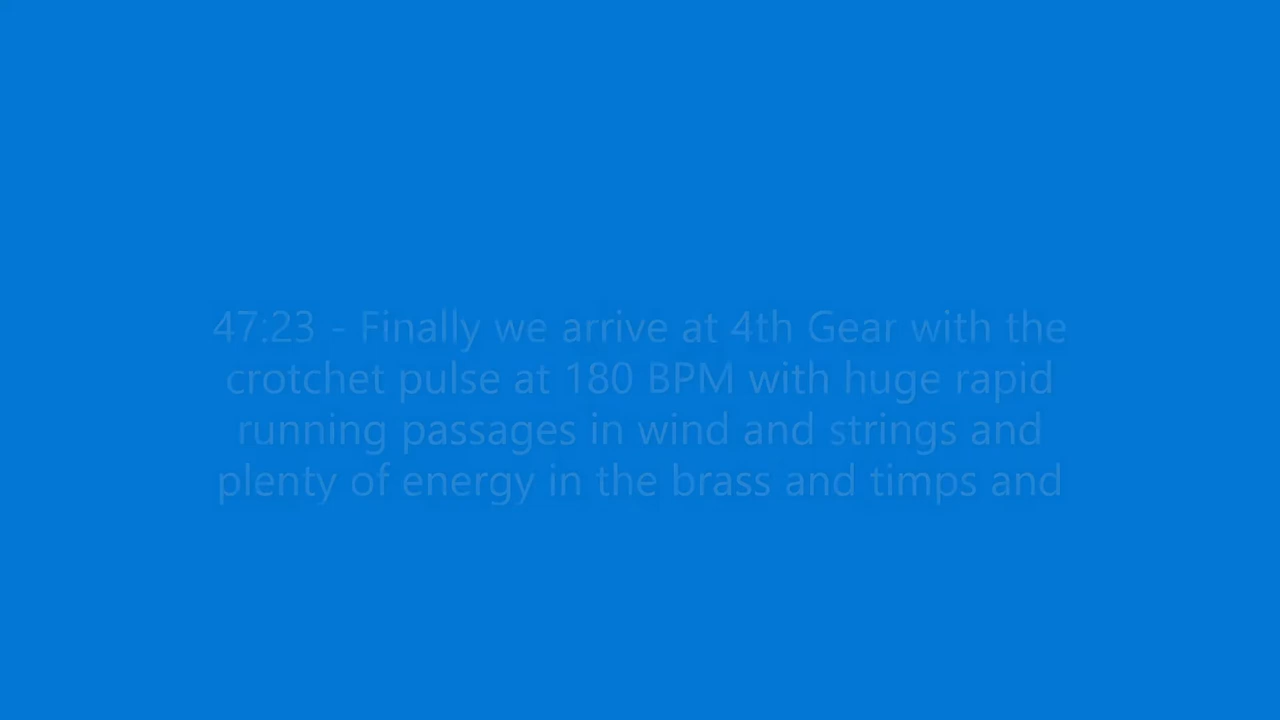 47:23 - Finally we arrive at 4th Gear with the
crotchet pulse at 180 BPM with huge rapid
running passages in wind and strings and
plenty of energy in the brass and timps and